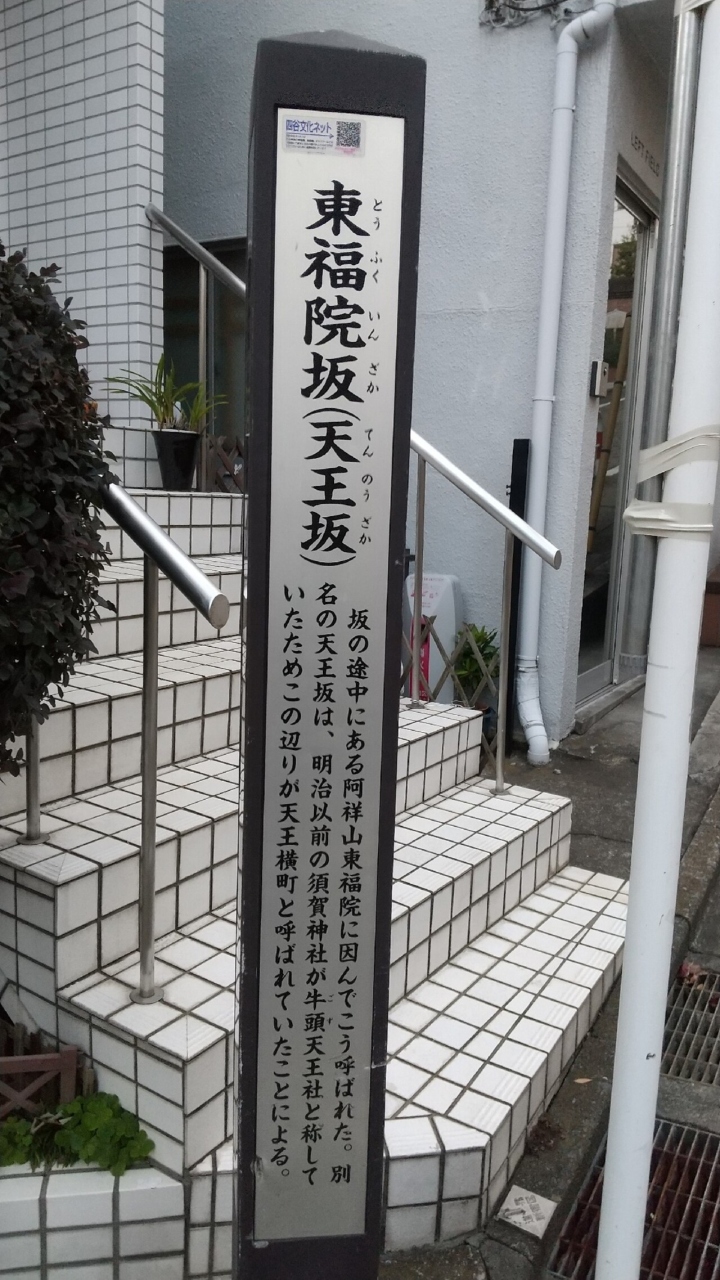 四谷文化ネット
東福院坂(天王坂)
とうふくいんざか
てんのうざか
坂の途中にある阿祥山東福院に因んでこう呼ばれた。別
名の天王坂は、明治以前の須賀神社が牛頭天王社と称して
ごず
いたためこの辺りが天王横町と呼ばれていたことによる。
LEFT FIELD